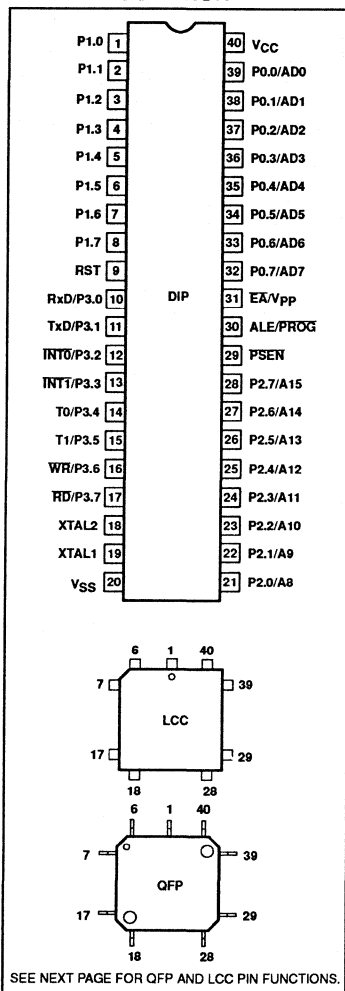 P1.0 1 40 VCC
P1.1 2 39 P0.0/AD0
P1.2 3 38 P0.1/AD1
P1.3 4 37 P0.2/AD2
P1.4 5 36 P0.3/AD3
P1.5 6 35 P0.4/AD4
P1.6 7 34 P0.5/AD5
P1.7 8 33 P0.6/AD6
RST 9 32 P0.7/AD7
DIP
RxD/P3.0 10 31 EA/VPP
TxD/P3.1 11 30 ALE/PROG
INT0/P3.2 12 29 PSEN
INT1/P3.3 13 28 P2.7/A15
T0/P3.4 14 27 P2.6/A14
T1/P3.5 15 26 P2.5/A13
WR/P3.6 16 25 P2.4/A12
RD/P3.7 17 24 P2.3/A11
XTAL2 18 23 P2.2/A10
XTAL1 19 22 P2.1/A9
VSS 20 21 P2.0/A8
6 1 40
7 39
LCC
17 29
18 28
6 1 40
7 39
QFP
17 29
18 28
SEE NEXT PAGE FOR QFP AND LCC PIN FUNCTIONS.